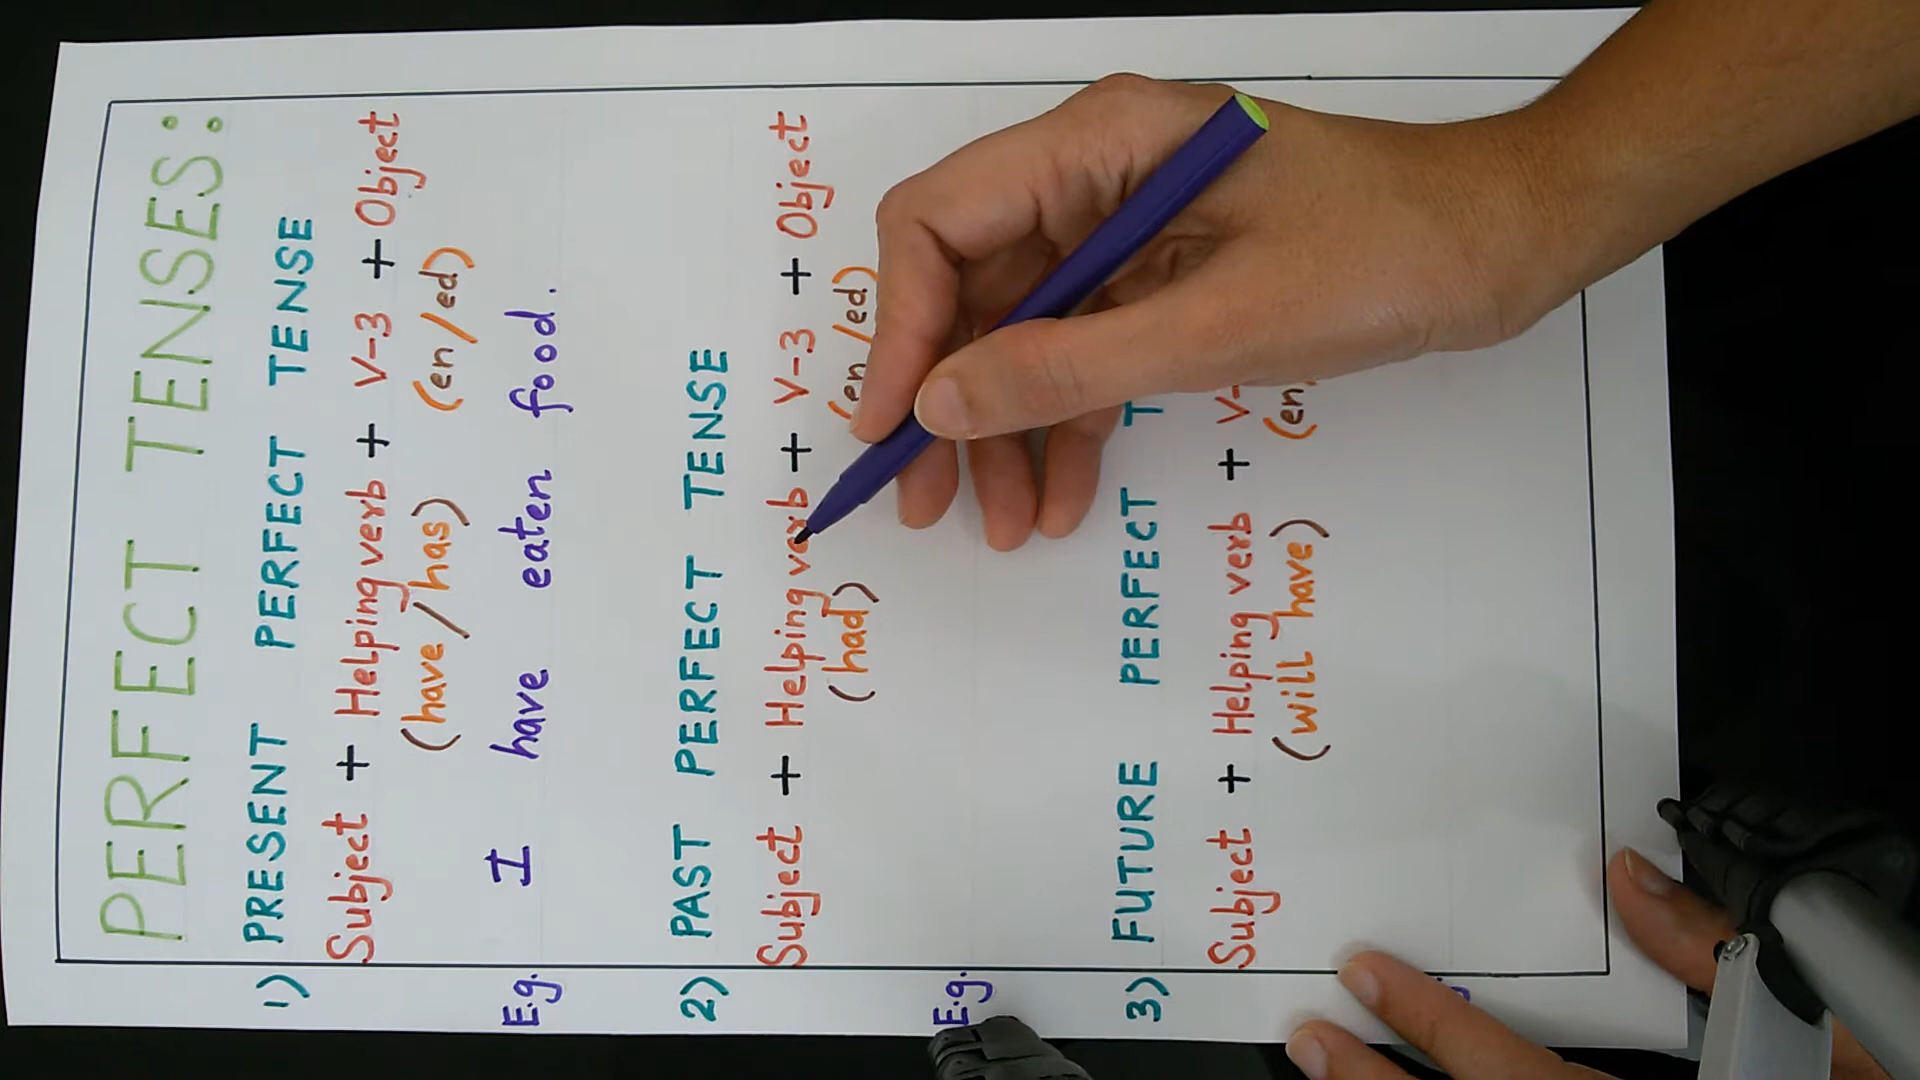 PERFECT TENSES:
1) PRESENT PERFECT TENSE
Subject + Helping verb + V-3 + Object
(have/has) (en/ed)
E.g. I have eaten food.
2) PAST PERFECT TENSE
Subject + Helping verb + V-3 + Object
(had) (en/ed)
E.g.
3) FUTURE PERFECT T
Subject + Helping verb + V-
(will have) (en